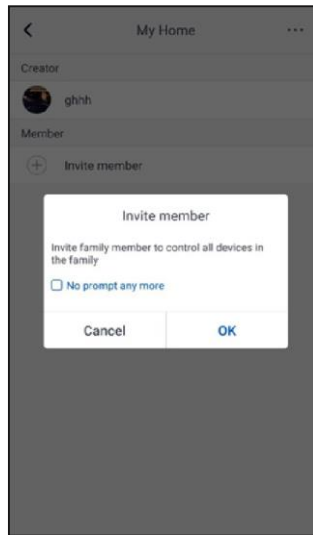 My Home
Creator
ghhh
Member
Invite member
Invite member
Invite family member to control all devices in
the family
No prompt any more
Cancel OK